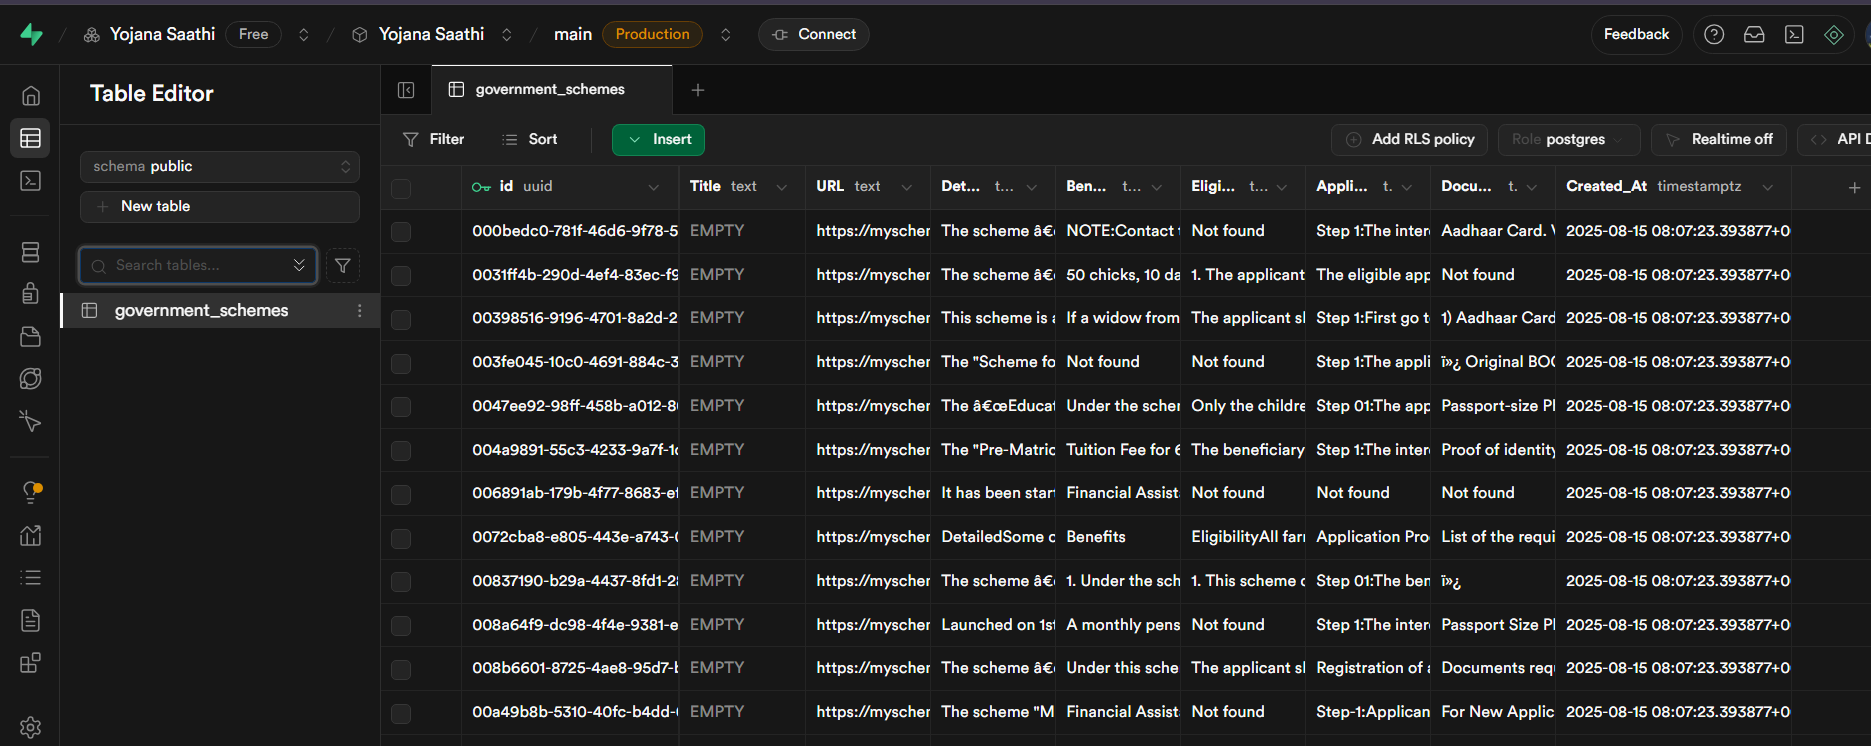 Yojana Saathi Free Yojana Saathi main Production Connect Feedback
Table Editor
government_schemes
schema public
New table
Search tables...
government_schemes
Filter Sort Insert Add RLS policy Role postgres Realtime off API D
id uuid Title text URL text Det... t... Ben... t... Eligi... t... Appli... t. Docu... t. Created_At timestamptz
000bedc0-781f-46d6-9f78-5 EMPTY https://myscher The scheme â€ NOTE:Contact Not found Step 1:The inter Aadhaar Card. 2025-08-15 08:07:23.393877+0
0031ff4b-290d-4ef4-83ec-f9 EMPTY https://myscher The scheme â€ 50 chicks, 10 da 1. The applicant The eligible app Not found 2025-08-15 08:07:23.393877+0
00398516-9196-4701-8a2d-2 EMPTY https://myscher This scheme is a If a widow from The applicant sl Step 1:First go t 1) Aadhaar Card 2025-08-15 08:07:23.393877+0
003fe045-10c0-4691-884c-3 EMPTY https://myscher The "Scheme fo Not found Not found Step 1:The appli ï»¿ Original BO 2025-08-15 08:07:23.393877+0
0047ee92-98ff-458b-a012-8 EMPTY https://myscher The â€œEducat Under the scher Only the childre Step 01:The app Passport-size Pl 2025-08-15 08:07:23.393877+0
004a9891-55c3-4233-9a7f-1 EMPTY https://myscher The "Pre-Matric Tuition Fee for The beneficiary Step 1:The inter Proof of identity 2025-08-15 08:07:23.393877+0
006891ab-179b-4f77-8683-e EMPTY https://myscher It has been star Financial Assist Not found Not found Not found 2025-08-15 08:07:23.393877+0
0072cba8-e805-443e-a743- EMPTY https://myscher DetailedSome c Benefits EligibilityAll farr Application Pro List of the requi 2025-08-15 08:07:23.393877+0
00837190-b29a-4437-8fd1-2 EMPTY https://myscher The scheme â€ 1. Under the sch 1. This scheme Step 01:The ben ï»¿ 2025-08-15 08:07:23.393877+0
008a64f9-dc98-4f4e-9381-e EMPTY https://myscher Launched on 1st A monthly pens Not found Step 1:The inter Passport Size Pl 2025-08-15 08:07:23.393877+0
008b6601-8725-4ae8-95d7- EMPTY https://myscher The scheme â€ Under this sche The applicant sl Registration of Documents requ 2025-08-15 08:07:23.393877+0
00a49b8b-5310-40fc-b4dd- EMPTY https://myscher The scheme "M Financial Assist Not found Step-1:Applican For New Applic 2025-08-15 08:07:23.393877+0